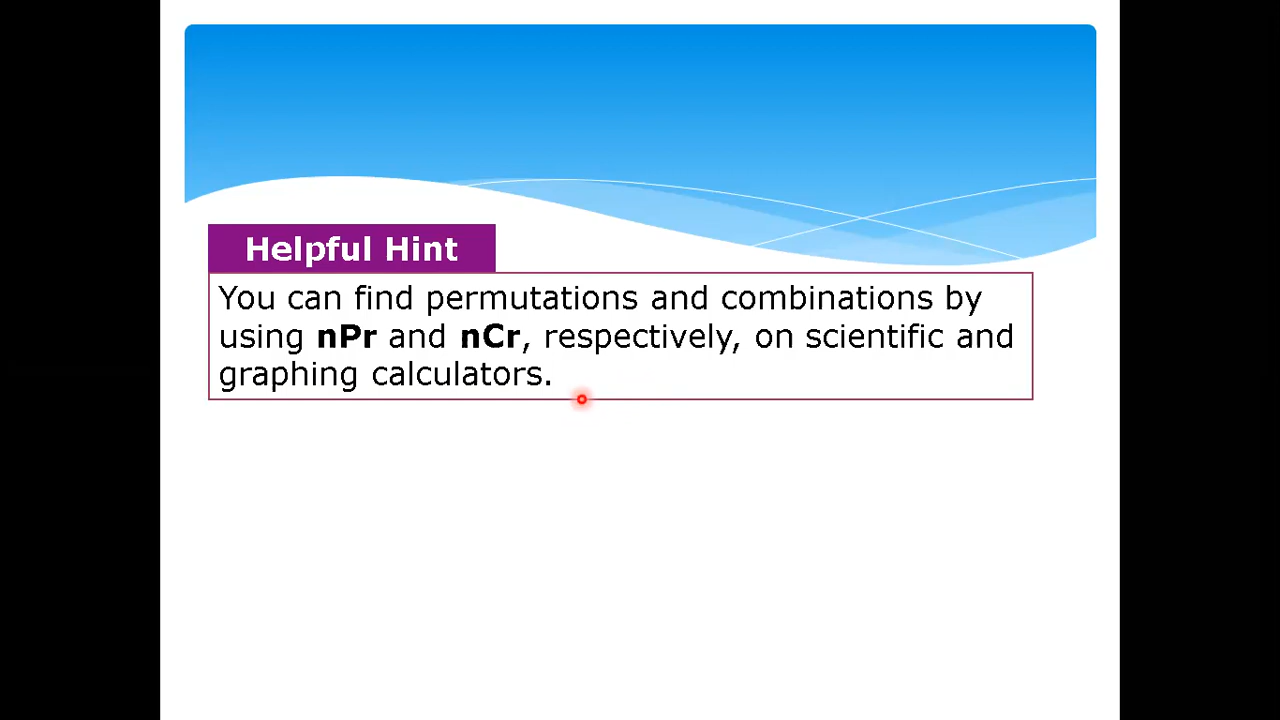 Helpful Hint
You can find permutations and combinations by
using nPr and nCr, respectively, on scientific and
graphing calculators.